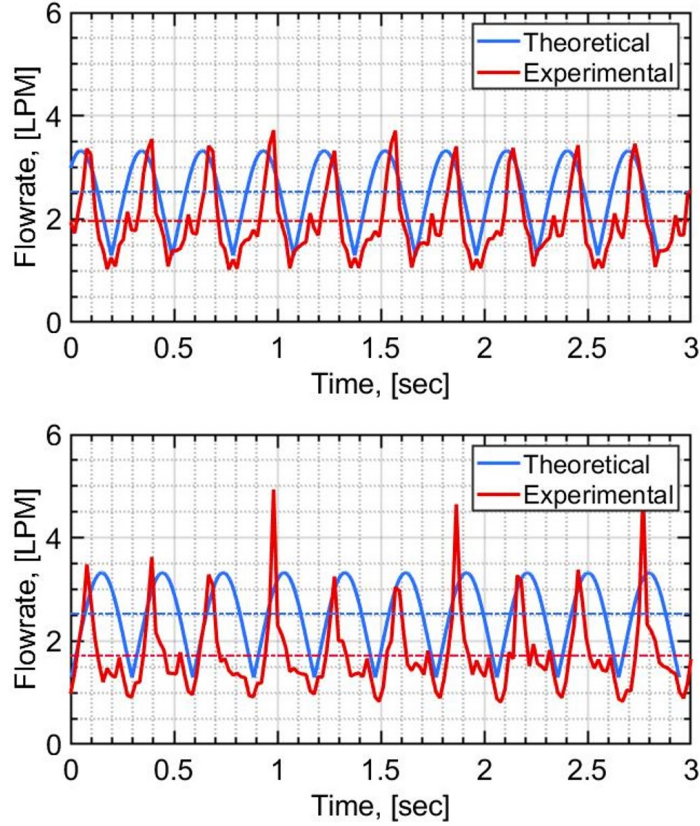 6
4
2
0
Flowrate, [LPM]
Theoretical
Experimental
0 0.5 1 1.5 2 2.5 3
Time, [sec]
6
4
2
0
Flowrate, [LPM]
Theoretical
Experimental
0 0.5 1 1.5 2 2.5 3
Time, [sec]